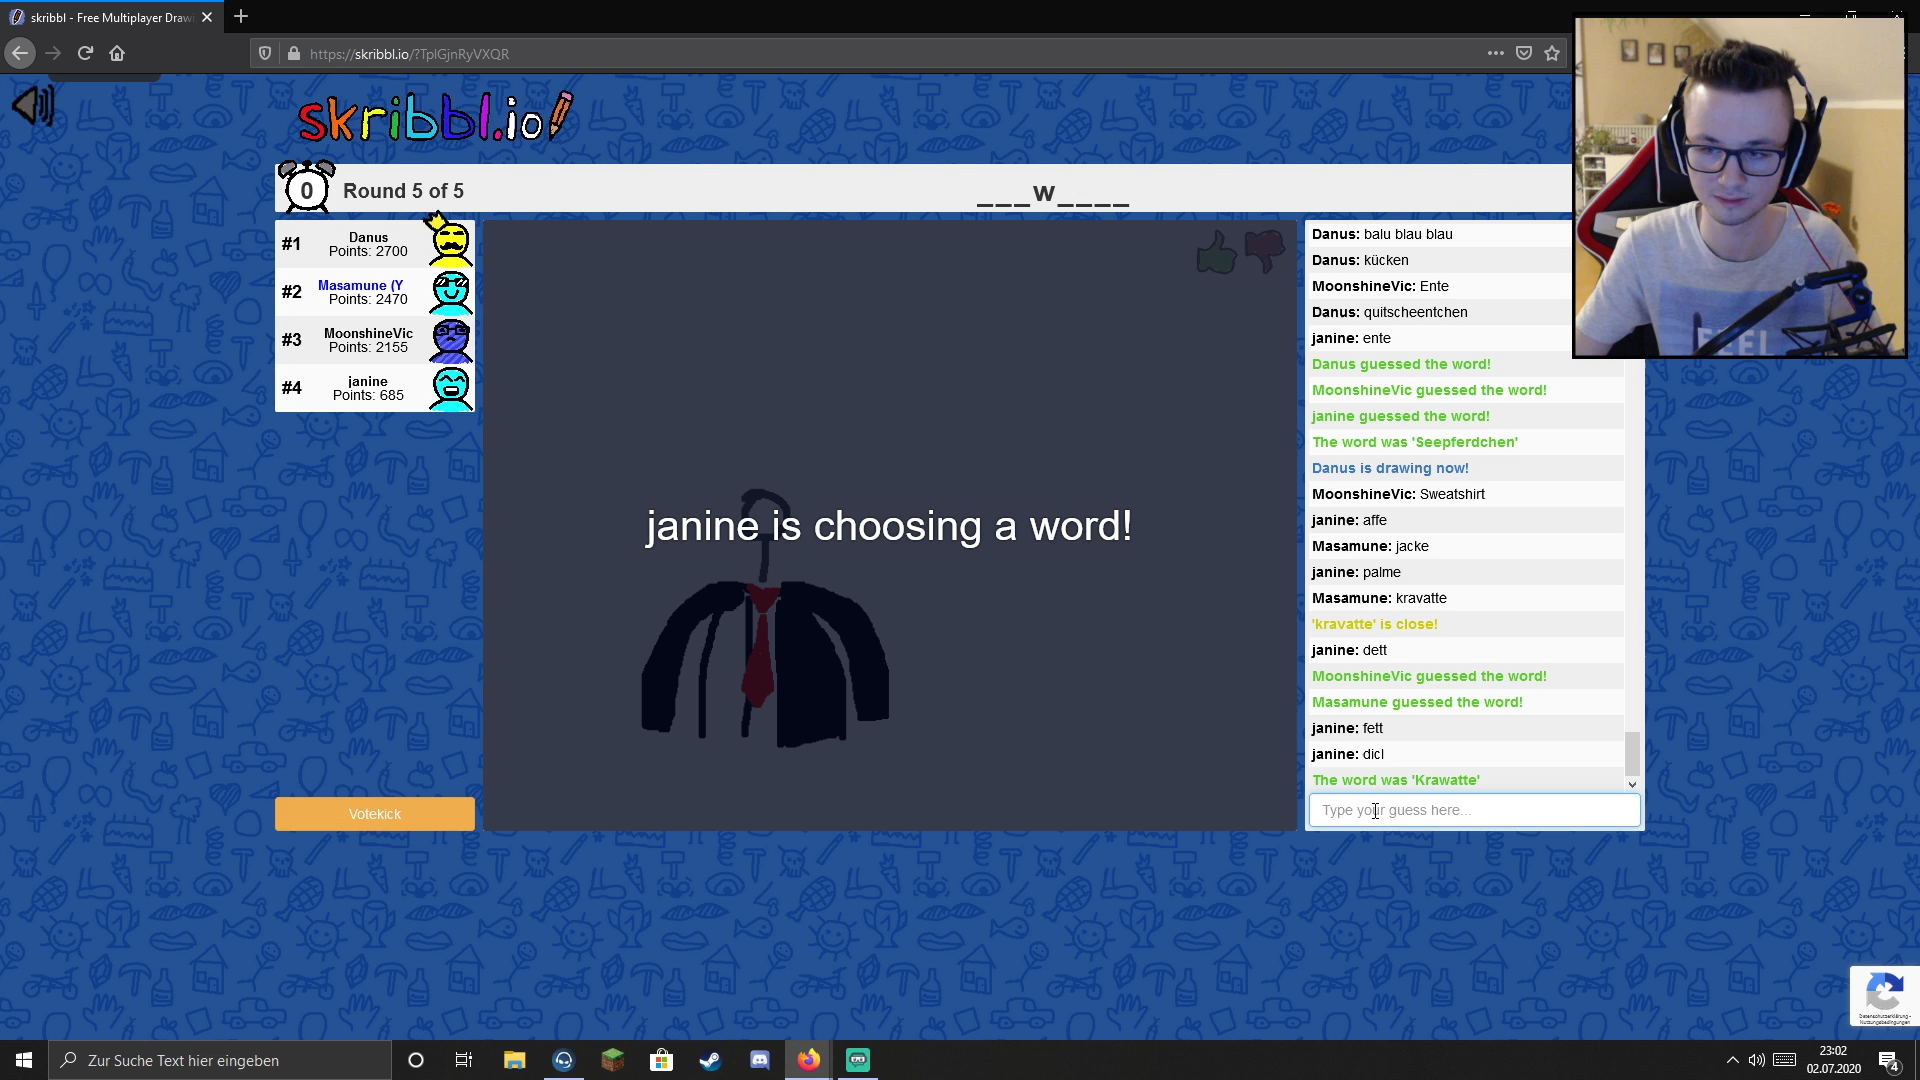 skribbl - Free Multiplayer Draw
https://skribbl.io/?TplGjnRyVXQR
skribbl.io
0
Round 5 of 5
___w____
#1 Danus
Points: 2700
#2 Masamune (Y
Points: 2470
#3 MoonshineVic
Points: 2155
#4 janine
Points: 685
Votekick
janine is choosing a word!
Danus: balu blau blau
Danus: kücken
MoonshineVic: Ente
Danus: quitscheentchen
janine: ente
Danus guessed the word!
MoonshineVic guessed the word!
janine guessed the word!
The word was 'Seepferdchen'
Danus is drawing now!
MoonshineVic: Sweatshirt
janine: affe
Masamune: jacke
janine: palme
Masamune: kravatte
'kravatte' is close!
janine: dett
MoonshineVic guessed the word!
Masamune guessed the word!
janine: fett
janine: dicl
The word was 'Krawatte'
Type your guess here...
FEEL
Datenschutzerklärung -
Nutzungsbedingungen
Zur Suche Text hier eingeben
23:02
02.07.2020
4